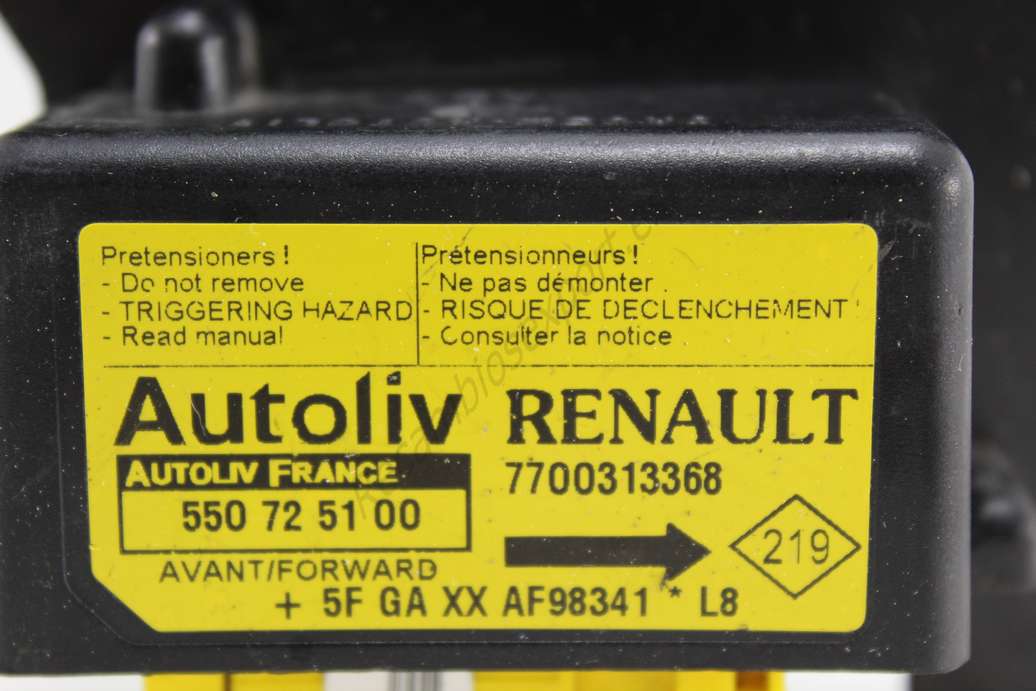 Pretensioners !
- Do not remove
- TRIGGERING HAZARD
- Read manual
Prétensionneurs !
- Ne pas démonter
- RISQUE DE DECLENCHEMENT !
- Consulter la notice
Autoliv
RENAULT
AUTOLIV FRANCE
7700313368
550 72 51 00
219
AVANT/FORWARD
+ 5F GA XX AF98341 * L8